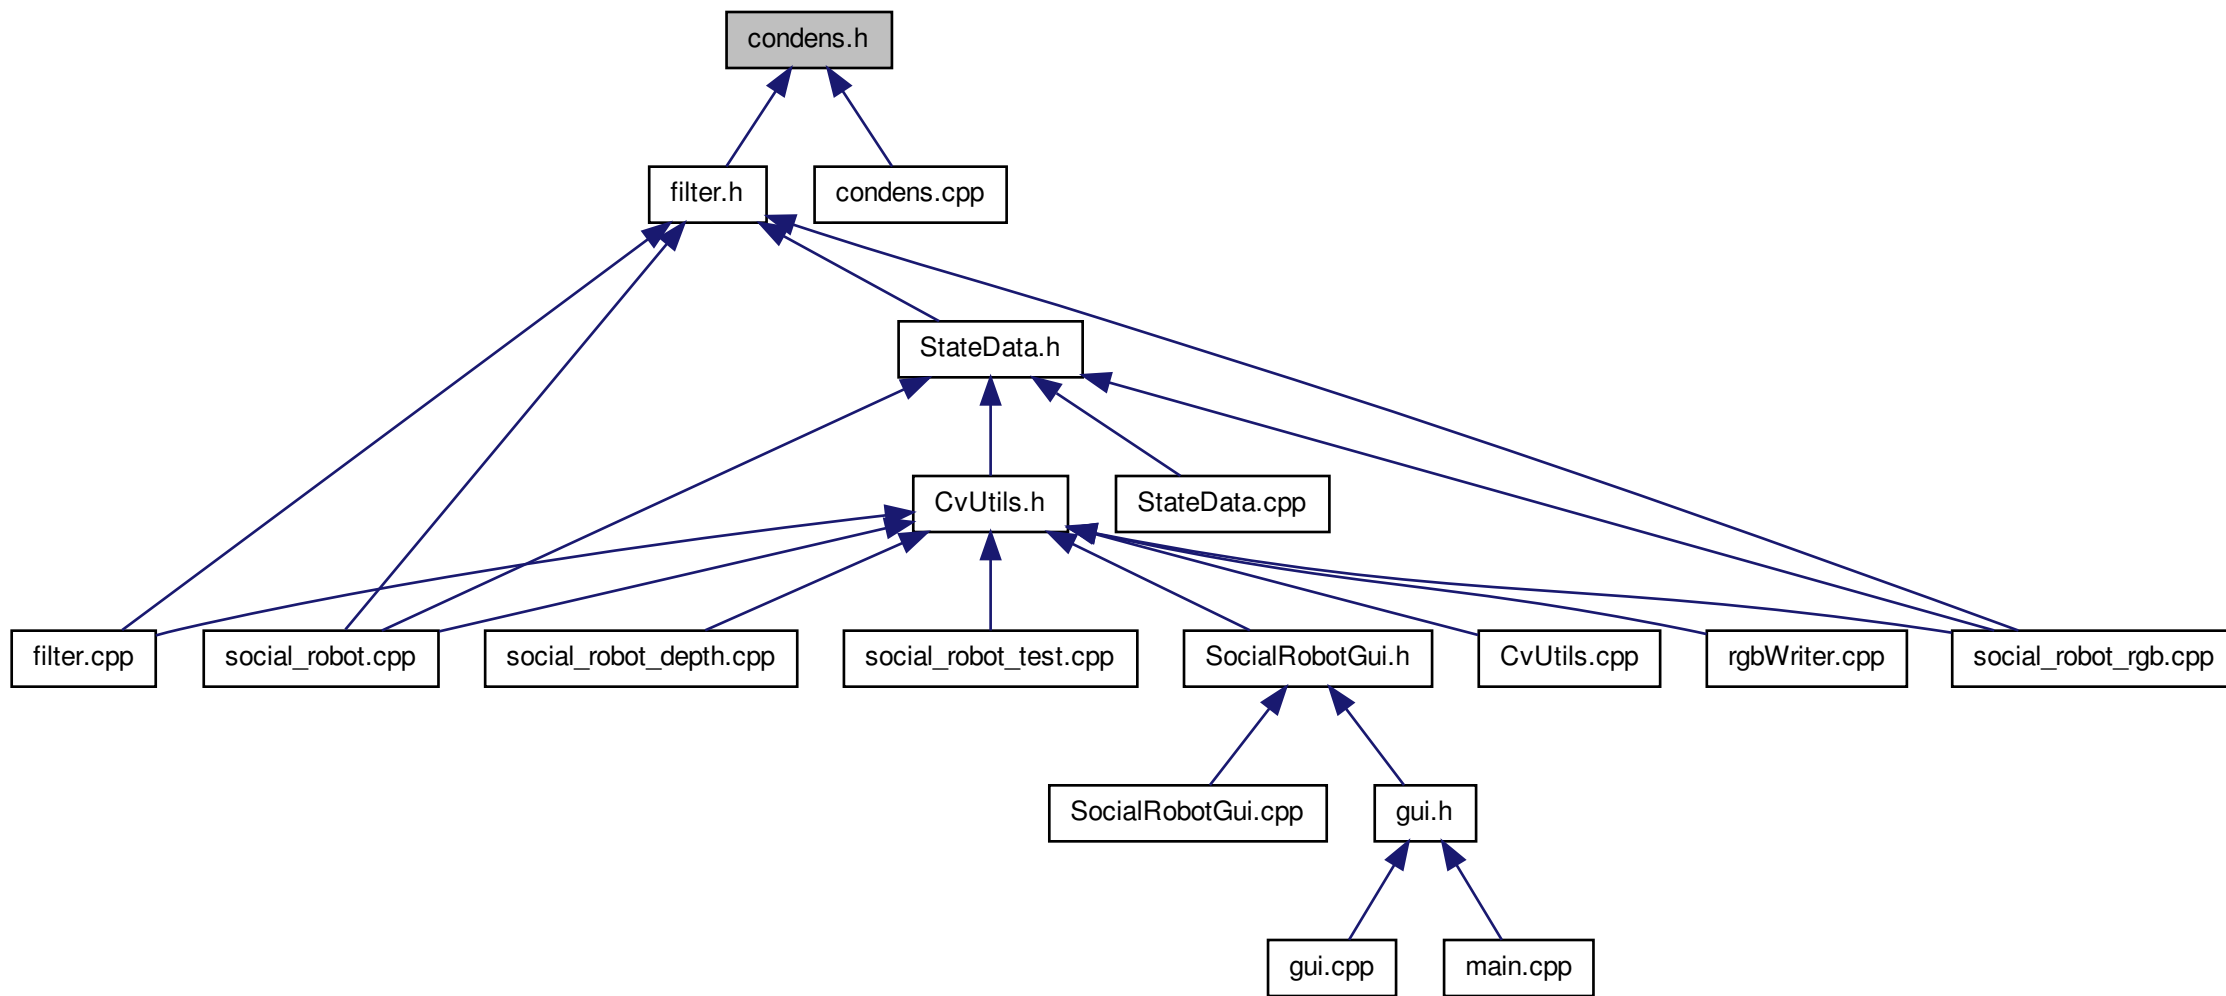 condens.h
filter.h
condens.cpp
StateData.h
CvUtils.h
StateData.cpp
filter.cpp
social_robot.cpp
social_robot_depth.cpp
social_robot_test.cpp
SocialRobotGui.h
CvUtils.cpp
rgbWriter.cpp
social_robot_rgb.cpp
SocialRobotGui.cpp
gui.h
gui.cpp
main.cpp